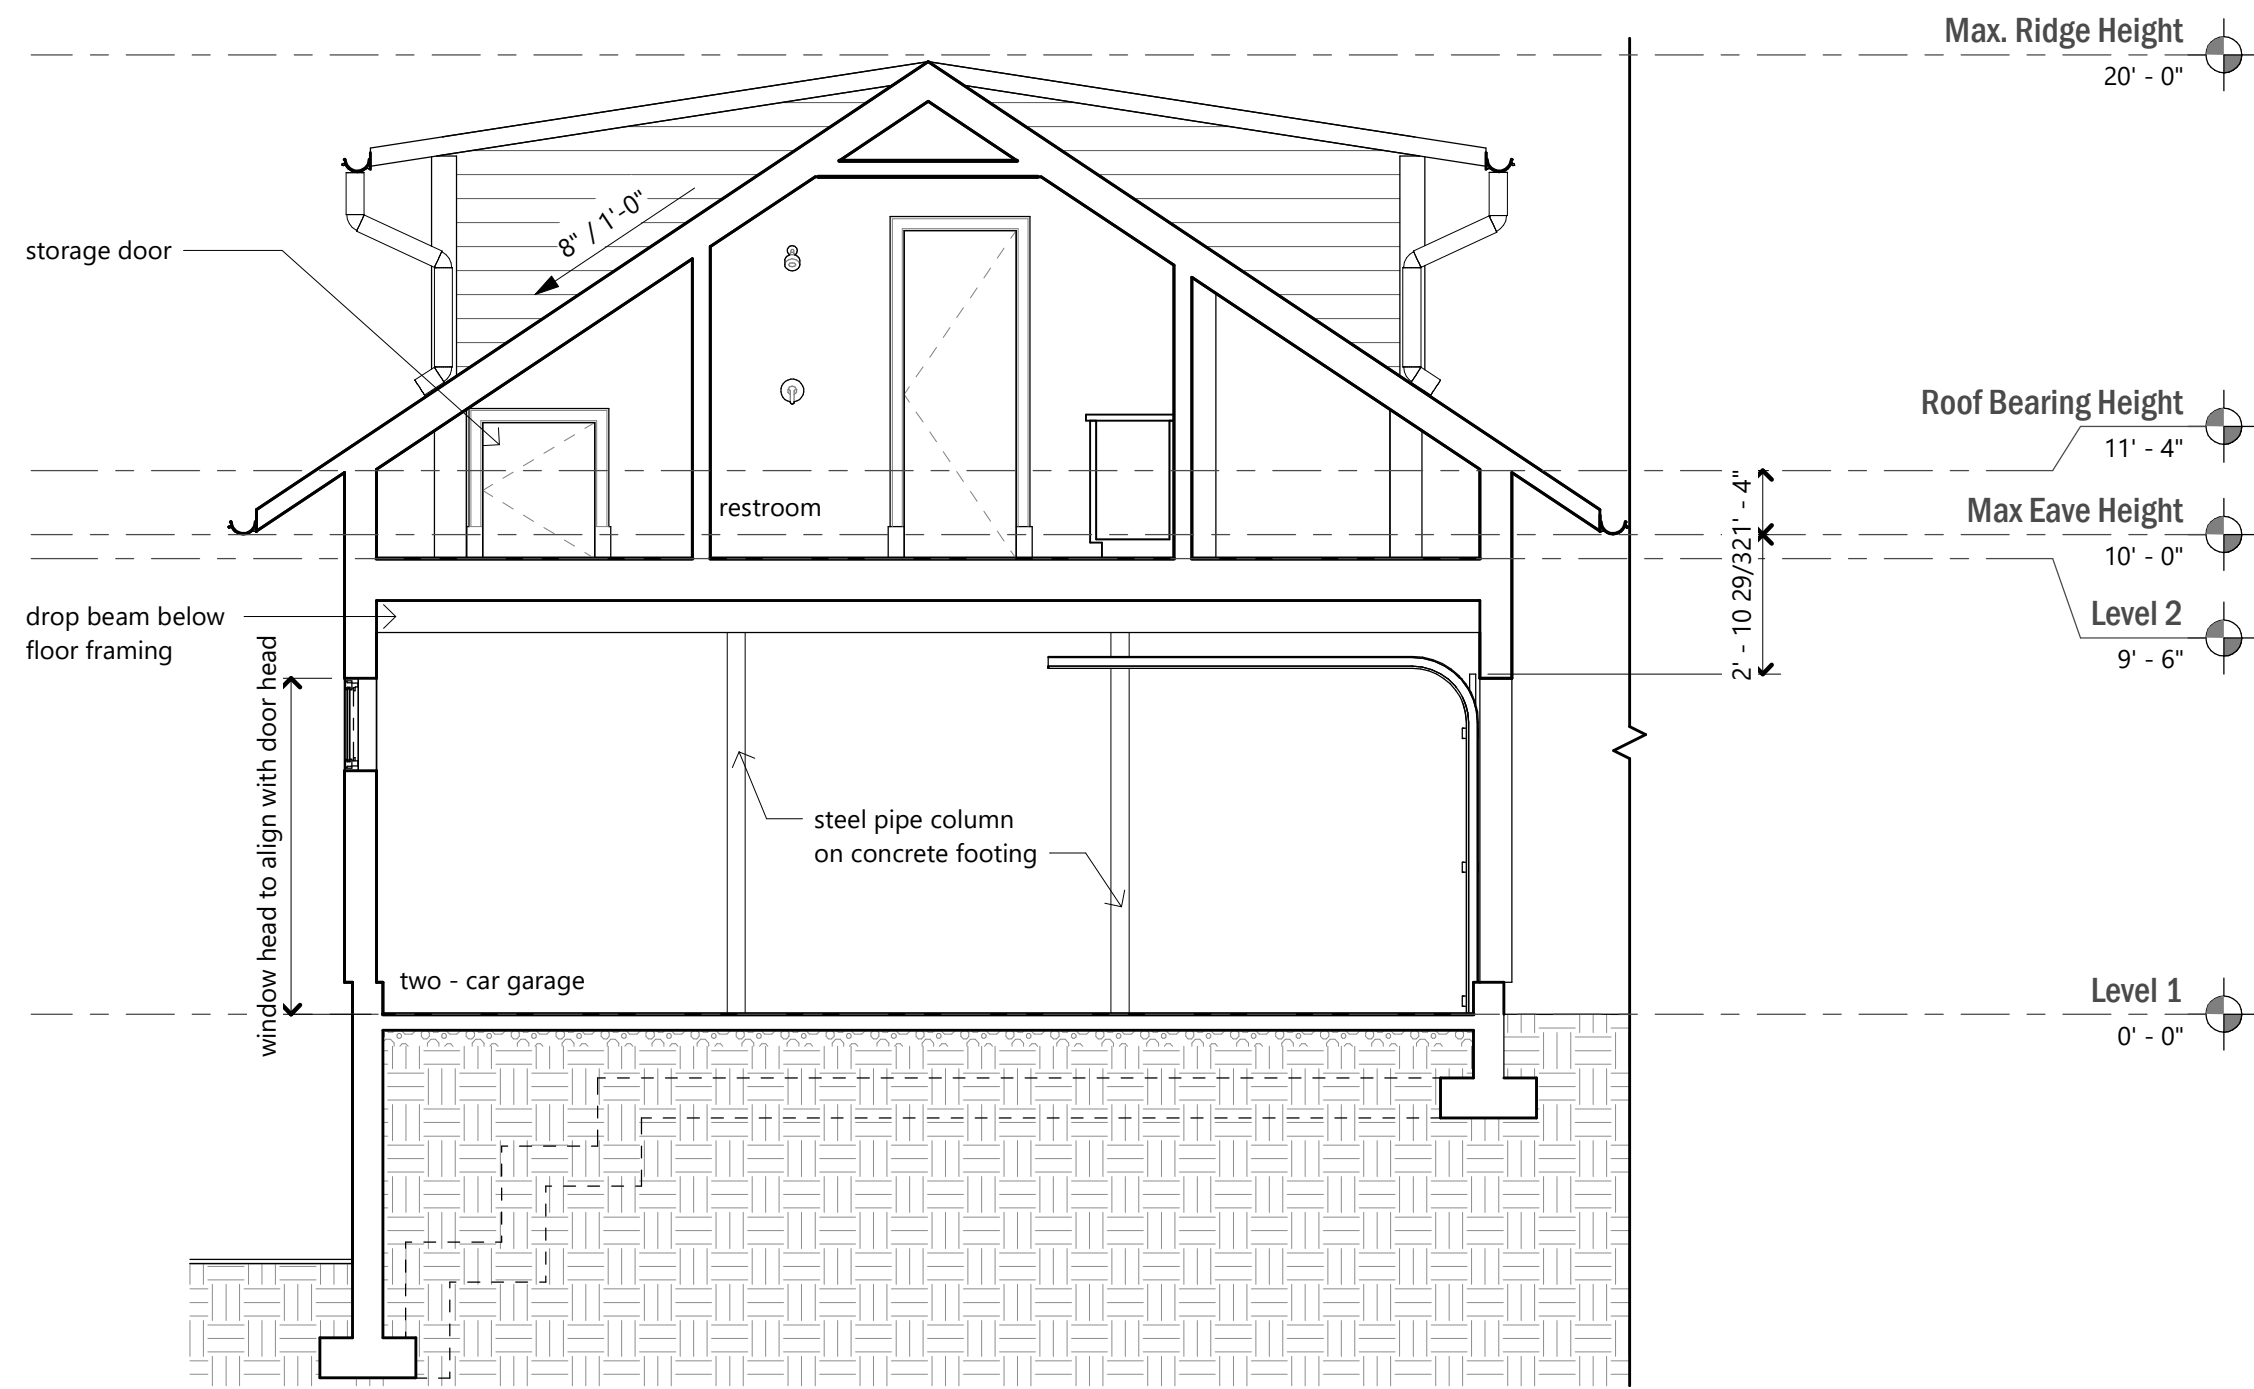 Max. Ridge Height
20' - 0"
8" / 1'-0"
storage door
Roof Bearing Height
11' - 4"
1' - 4"
restroom
Max Eave Height
10' - 0"
2' - 10 29/32"
drop beam below
floor framing
Level 2
9' - 6"
window head to align with door head
steel pipe column
on concrete footing
two - car garage
Level 1
0' - 0"